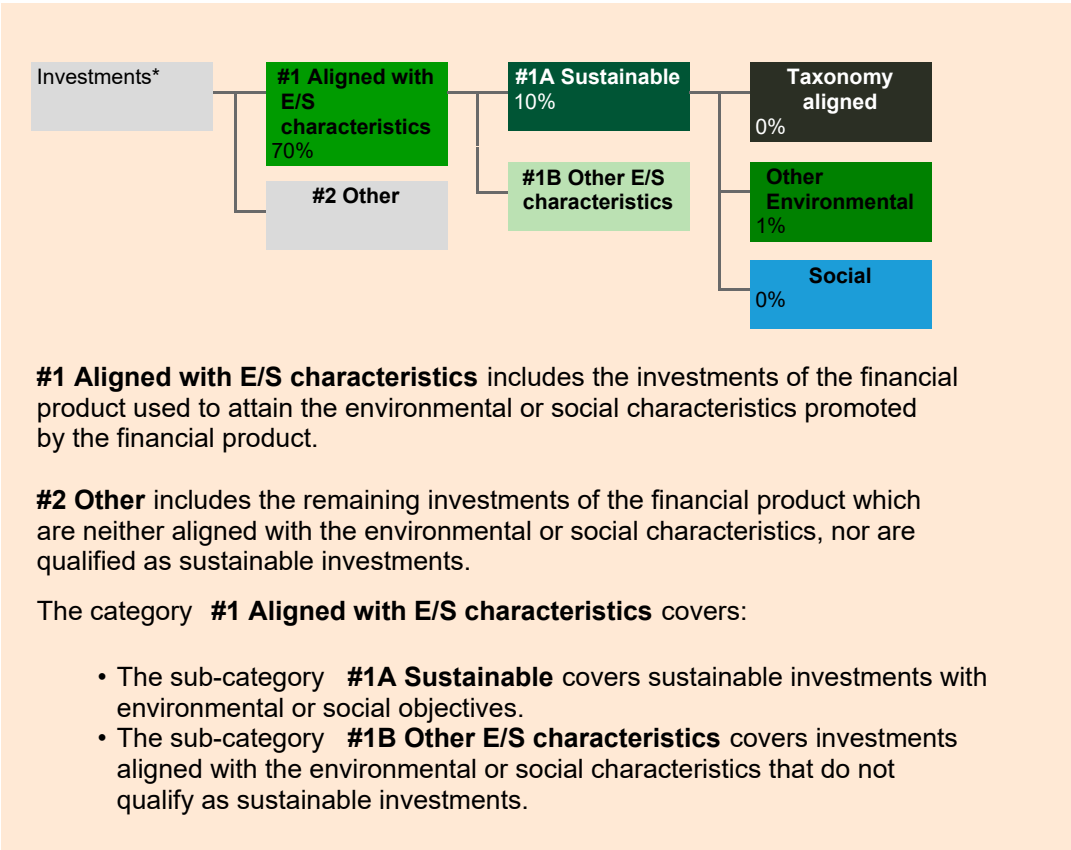 Investments*
#1 Aligned with
E/S
characteristics
70%
#2 Other
#1A Sustainable
10%
#1B Other E/S
characteristics
Taxonomy
aligned
0%
Other
Environmental
1%
Social
0%
#1 Aligned with E/S characteristics includes the investments of the financial
product used to attain the environmental or social characteristics promoted
by the financial product.
#2 Other includes the remaining investments of the financial product which
are neither aligned with the environmental or social characteristics, nor are
qualified as sustainable investments.
The category #1 Aligned with E/S characteristics covers:
• The sub-category #1A Sustainable covers sustainable investments with
environmental or social objectives.
• The sub-category #1B Other E/S characteristics covers investments
aligned with the environmental or social characteristics that do not
qualify as sustainable investments.